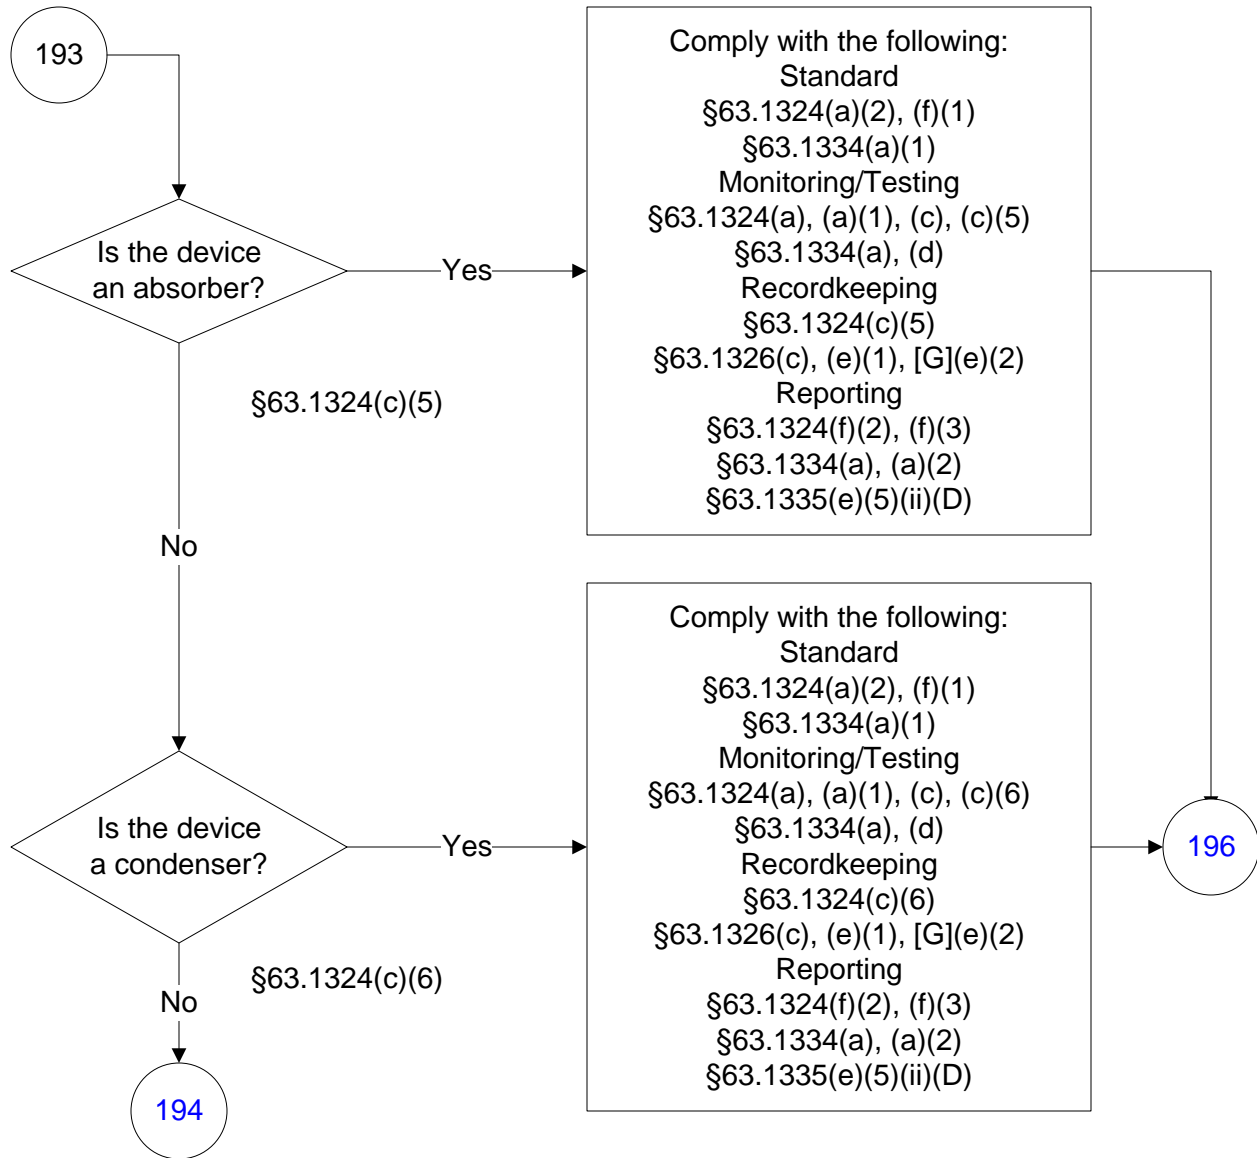 193
Is the device
an absorber?
Yes
Comply with the following:
Standard
§63.1324(a)(2), (f)(1)
§63.1334(a)(1)
Monitoring/Testing
§63.1324(a), (a)(1), (c), (c)(5)
§63.1334(a), (d)
Recordkeeping
§63.1324(c)(5)
§63.1326(c), (e)(1), [G](e)(2)
Reporting
§63.1324(f)(2), (f)(3)
§63.1334(a), (a)(2)
§63.1335(e)(5)(ii)(D)
§63.1324(c)(5)
No
Is the device
a condenser?
Yes
Comply with the following:
Standard
§63.1324(a)(2), (f)(1)
§63.1334(a)(1)
Monitoring/Testing
§63.1324(a), (a)(1), (c), (c)(6)
§63.1334(a), (d)
Recordkeeping
§63.1324(c)(6)
§63.1326(c), (e)(1), [G](e)(2)
Reporting
§63.1324(f)(2), (f)(3)
§63.1334(a), (a)(2)
§63.1335(e)(5)(ii)(D)
196
§63.1324(c)(6)
No
194